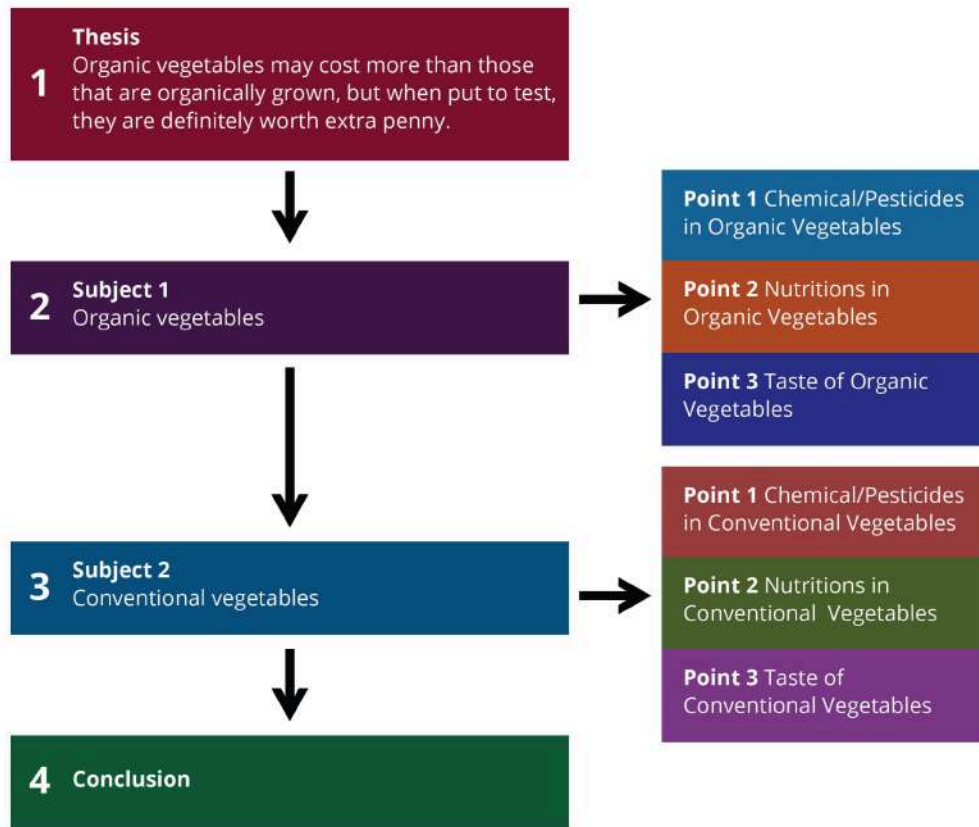 Thesis
1
Organic vegetables may cost more than those
that are organically grown, but when put to test,
they are definitely worth extra penny.
2
Subject 1
Organic vegetables
Point 1 Chemical/Pesticides
in Organic Vegetables
Point 2 Nutritions in
Organic Vegetables
Point 3 Taste of Organic
Vegetables
3
Subject 2
Conventional vegetables
Point 1 Chemical/Pesticides
in Conventional Vegetables
Point 2 Nutritions in
Conventional Vegetables
Point 3 Taste of
Conventional Vegetables
4 Conclusion